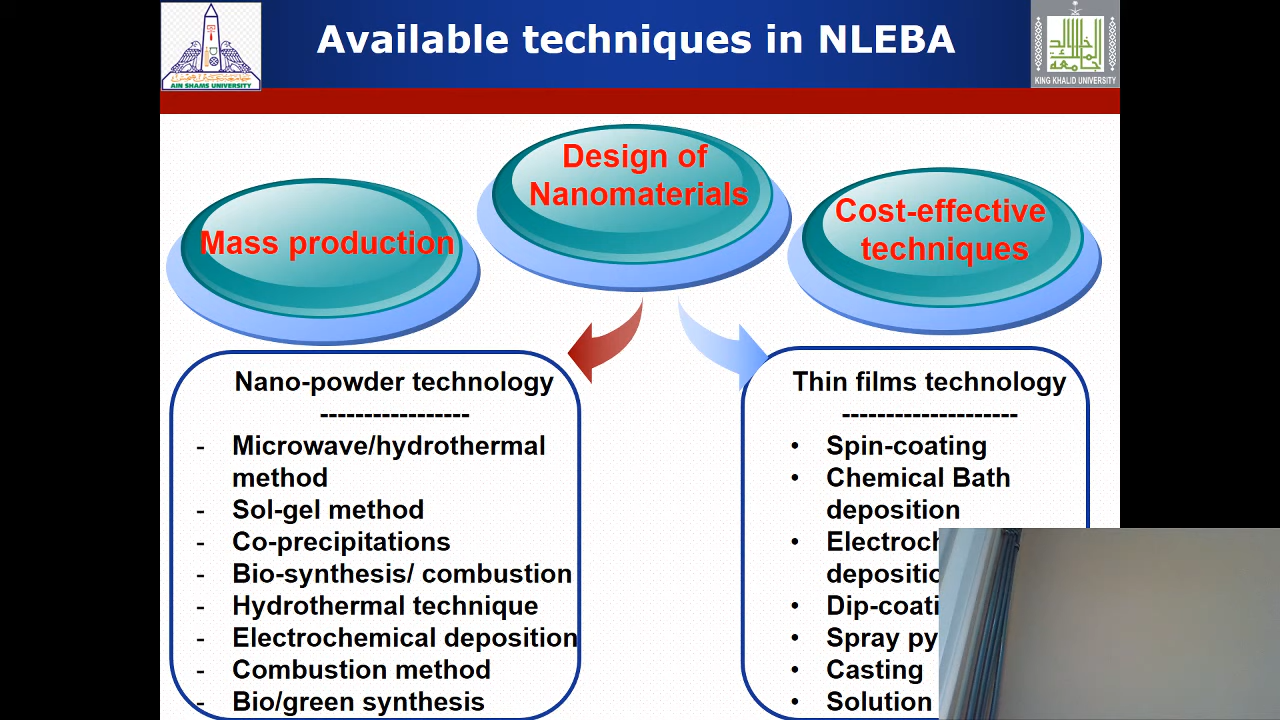 Available techniques in NLEBA
AIN SHAMS UNIVERSITY
KING KHALID UNIVERSITY
Design of
Nanomaterials
Mass production
Cost-effective
techniques
Nano-powder technology
-----------------
- Microwave/hydrothermal
method
- Sol-gel method
- Co-precipitations
- Bio-synthesis/ combustion
- Hydrothermal technique
- Electrochemical deposition
- Combustion method
- Bio/green synthesis
Thin films technology
--------------------
• Spin-coating
• Chemical Bath
deposition
• Electroch
depositic
• Dip-coati
• Spray py
• Casting
• Solution